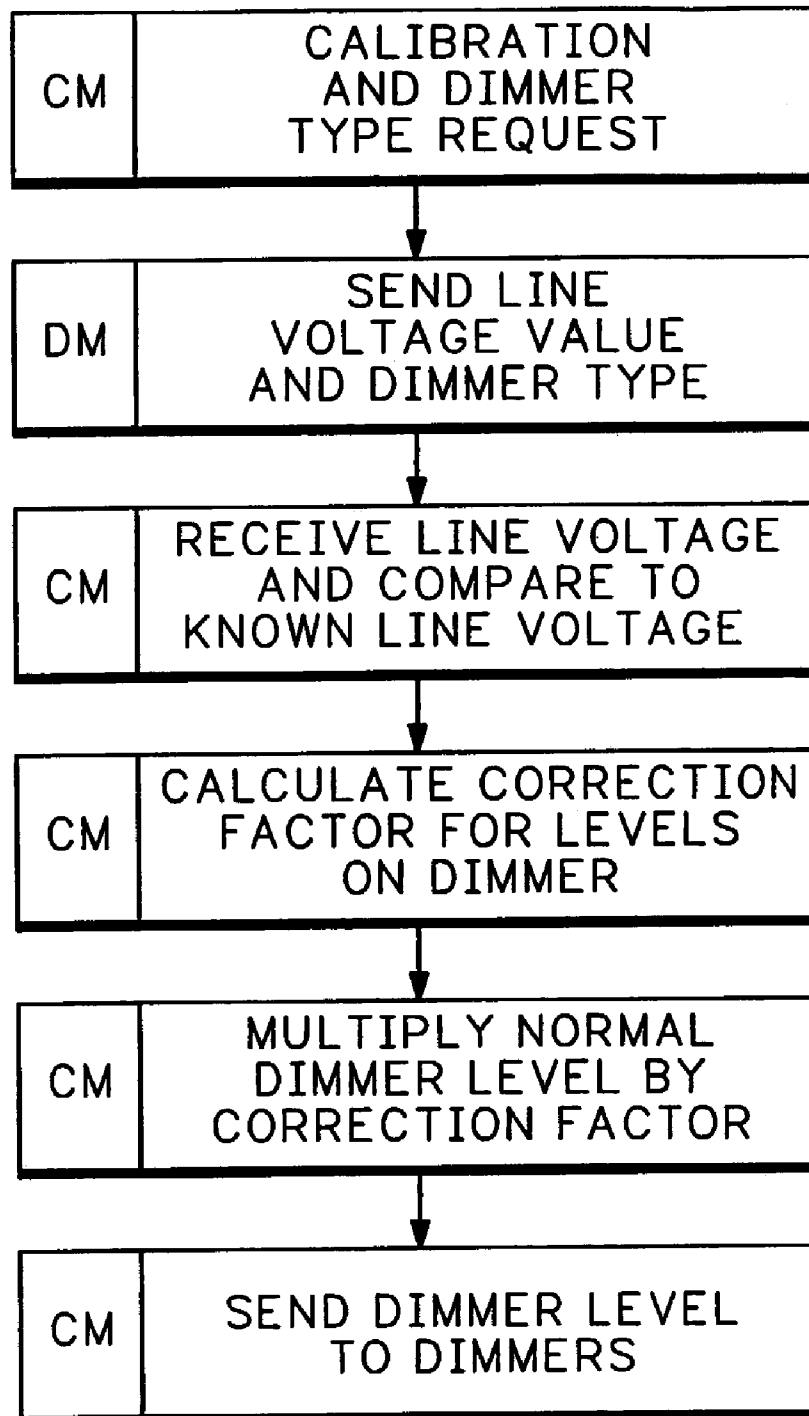 CM
CALIBRATION
AND DIMMER
TYPE REQUEST
DM
SEND LINE
VOLTAGE VALUE
AND DIMMER TYPE
CM
RECEIVE LINE VOLTAGE
AND COMPARE TO
KNOWN LINE VOLTAGE
CM
CALCULATE CORRECTION
FACTOR FOR LEVELS
ON DIMMER
CM
MULTIPLY NORMAL
DIMMER LEVEL BY
CORRECTION FACTOR
CM
SEND DIMMER LEVEL
TO DIMMERS